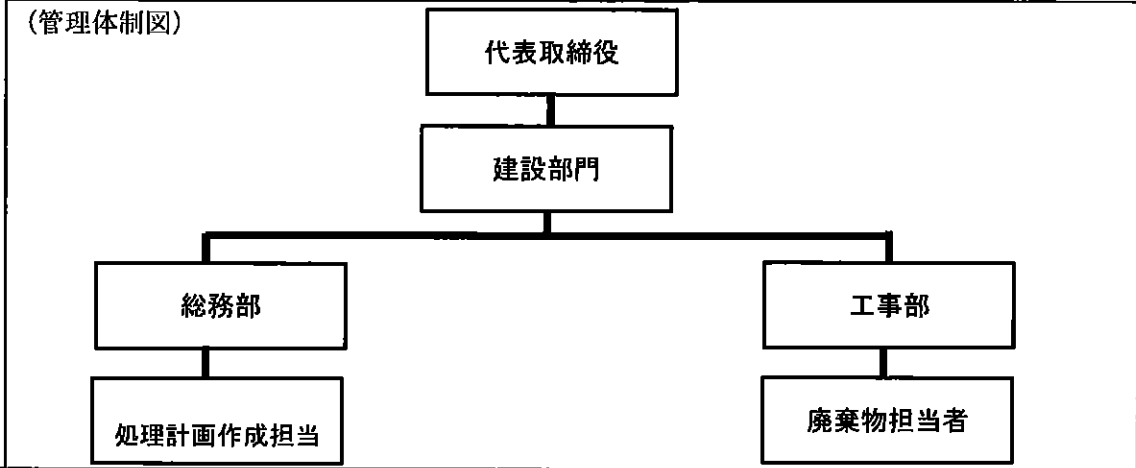 (管理体制図)
代表取締役
建設部門
総務部
工事部
処理計画作成担当
廃棄物担当者